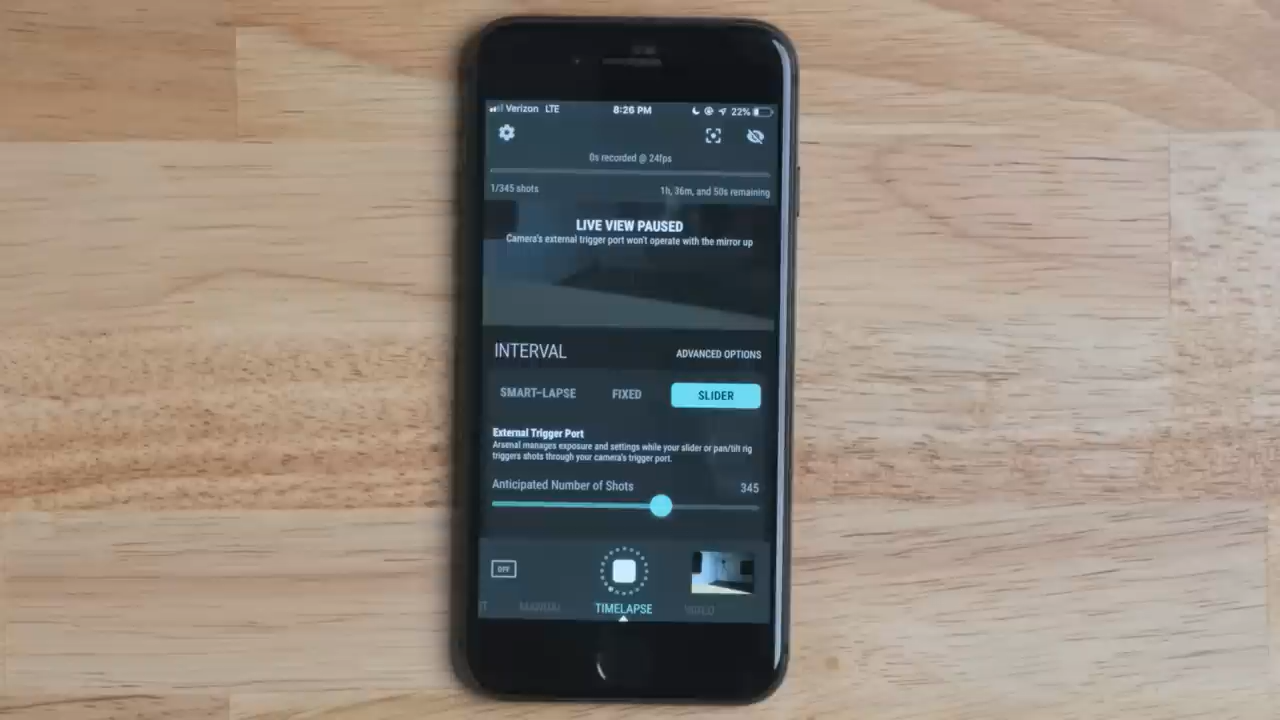 Verizon LTE 8:26 PM 22%
0s recorded @ 24fps
1/345 shots 1h, 36m, and 50s remaining
LIVE VIEW PAUSED
Camera's external trigger port won't operate with the mirror up
INTERVAL ADVANCED OPTIONS
SMART-LAPSE FIXED SLIDER
External Trigger Port
Arsenal manages exposure and settings while your slider or pan/tilt rig
triggers shots through your camera's trigger port.
Anticipated Number of Shots 345
OFF
MANUAL TIMELAPSE VIDEO